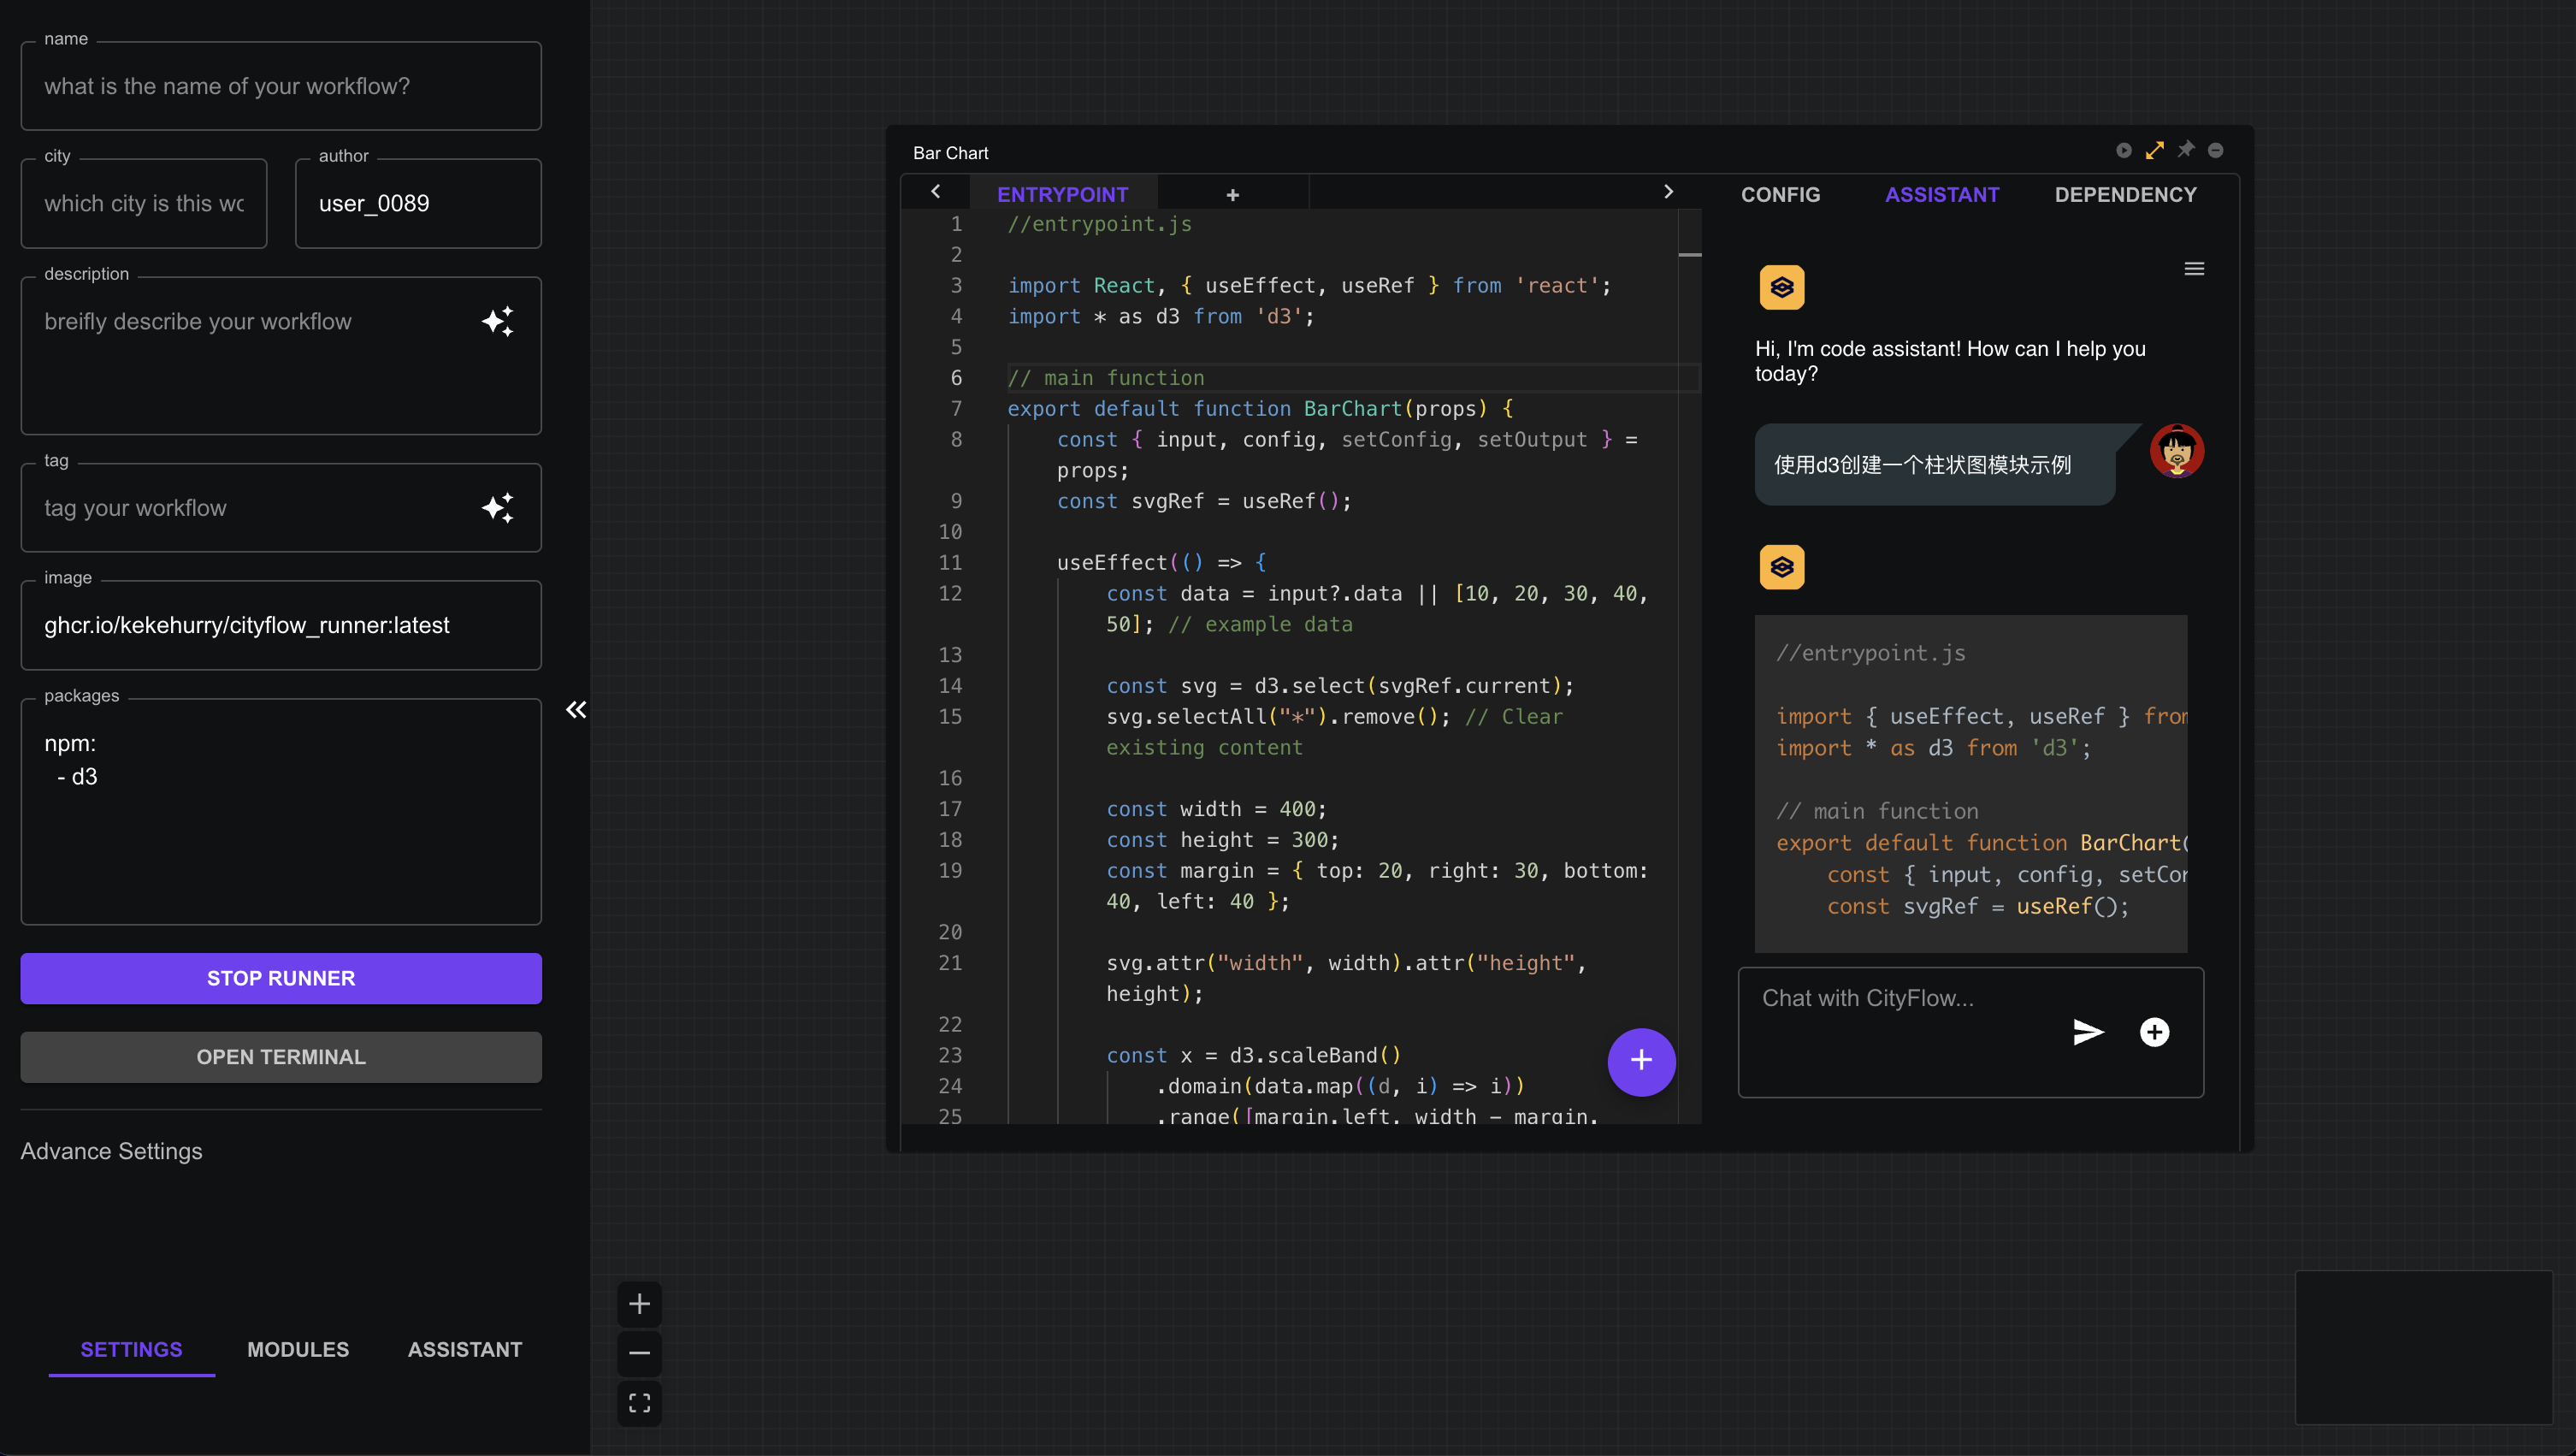 name
what is the name of your workflow?
city
author
which city is this wo
user_0089
description
breifly describe your workflow
tag
tag your workflow
image
ghcr.io/kekehurry/cityflow_runner:latest
packages
npm:
- d3
STOP RUNNER
OPEN TERMINAL
Advance Settings
SETTINGS
MODULES
ASSISTANT
Bar Chart
ENTRYPOINT
+
1 //entrypoint.js
2
3 import React, { useEffect, useRef } from 'react';
4 import * as d3 from 'd3';
5
6 // main function
7 export default function BarChart(props) {
8 const { input, config, setConfig, setOutput } =
props;
9 const svgRef = useRef();
10
11 useEffect(() => {
12 const data = input?.data || [10, 20, 30, 40,
50]; // example data
13
14 const svg = d3.select(svgRef.current);
15 svg.selectAll("*").remove(); // Clear
existing content
16
17 const width = 400;
18 const height = 300;
19 const margin = { top: 20, right: 30, bottom:
40, left: 40 };
20
21 svg.attr("width", width).attr("height",
height);
22
23 const x = d3.scaleBand()
24 .domain(data.map((d, i) => i))
25 .range([margin.left, width - margin.
CONFIG
ASSISTANT
DEPENDENCY
Hi, I'm code assistant! How can I help you
today?
使用d3创建一个柱状图模块示例
//entrypoint.js
import { useEffect, useRef } from
import * as d3 from 'd3';
// main function
export default function BarChart(
const { input, config, setCon
const svgRef = useRef();
Chat with CityFlow...